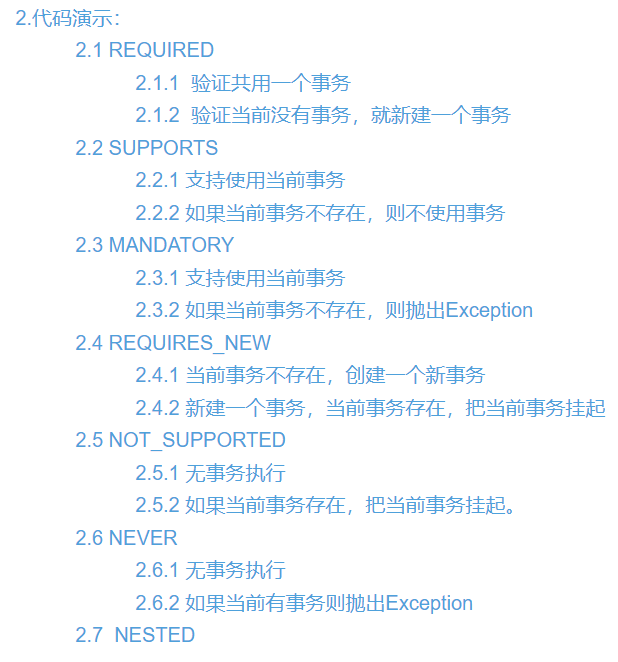 2.代码演示：
2.1 REQUIRED
2.1.1  验证共用一个事务
2.1.2  验证当前没有事务，就新建一个事务
2.2 SUPPORTS
2.2.1 支持使用当前事务
2.2.2 如果当前事务不存在，则不使用事务
2.3 MANDATORY
2.3.1 支持使用当前事务
2.3.2 如果当前事务不存在，则抛出Exception
2.4 REQUIRES_NEW
2.4.1 当前事务不存在，创建一个新事务
2.4.2 新建一个事务，当前事务存在，把当前事务挂起
2.5 NOT_SUPPORTED
2.5.1 无事务执行
2.5.2 如果当前事务存在，把当前事务挂起。
2.6 NEVER
2.6.1 无事务执行
2.6.2 如果当前有事务则抛出Exception
2.7  NESTED